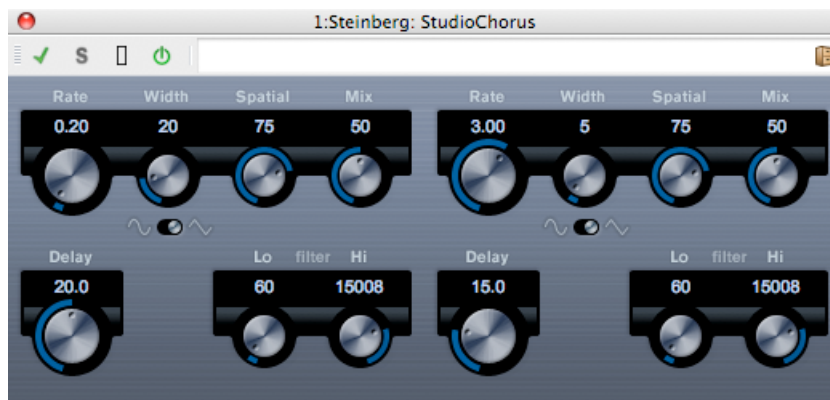 1:Steinberg: StudioChorus
S
Rate Width Spatial Mix Rate Width Spatial Mix
0.20 20 75 50 3.00 5 75 50
Delay Lo filter Hi Delay Lo filter Hi
20.0 60 15008 15.0 60 15008